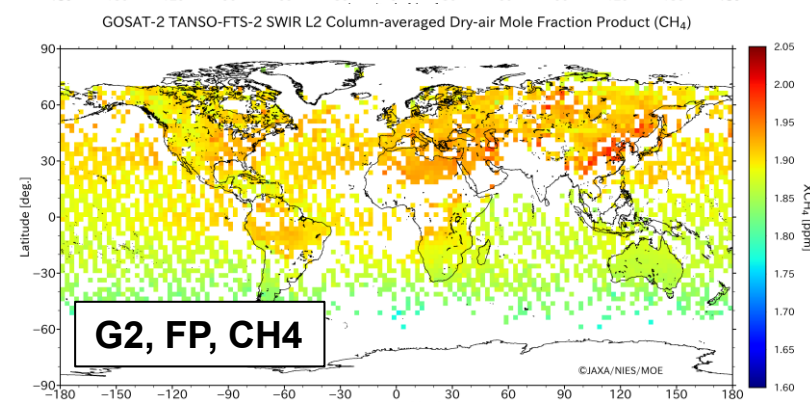 GOSAT-2 TANSO-FTS-2 SWIR L2 Column-averaged Dry-air Mole Fraction Product (CH₄)
90
60
30
0
−30
−60
−90
Latitude [deg.]
−180 −150 −120 −90 −60 −30 0 30 60 90 120 150 180
G2, FP, CH4
©JAXA/NIES/MOE
2.05
2.00
1.95
1.90
1.85
1.80
1.75
1.70
1.65
1.60
XCH₄ [ppm]